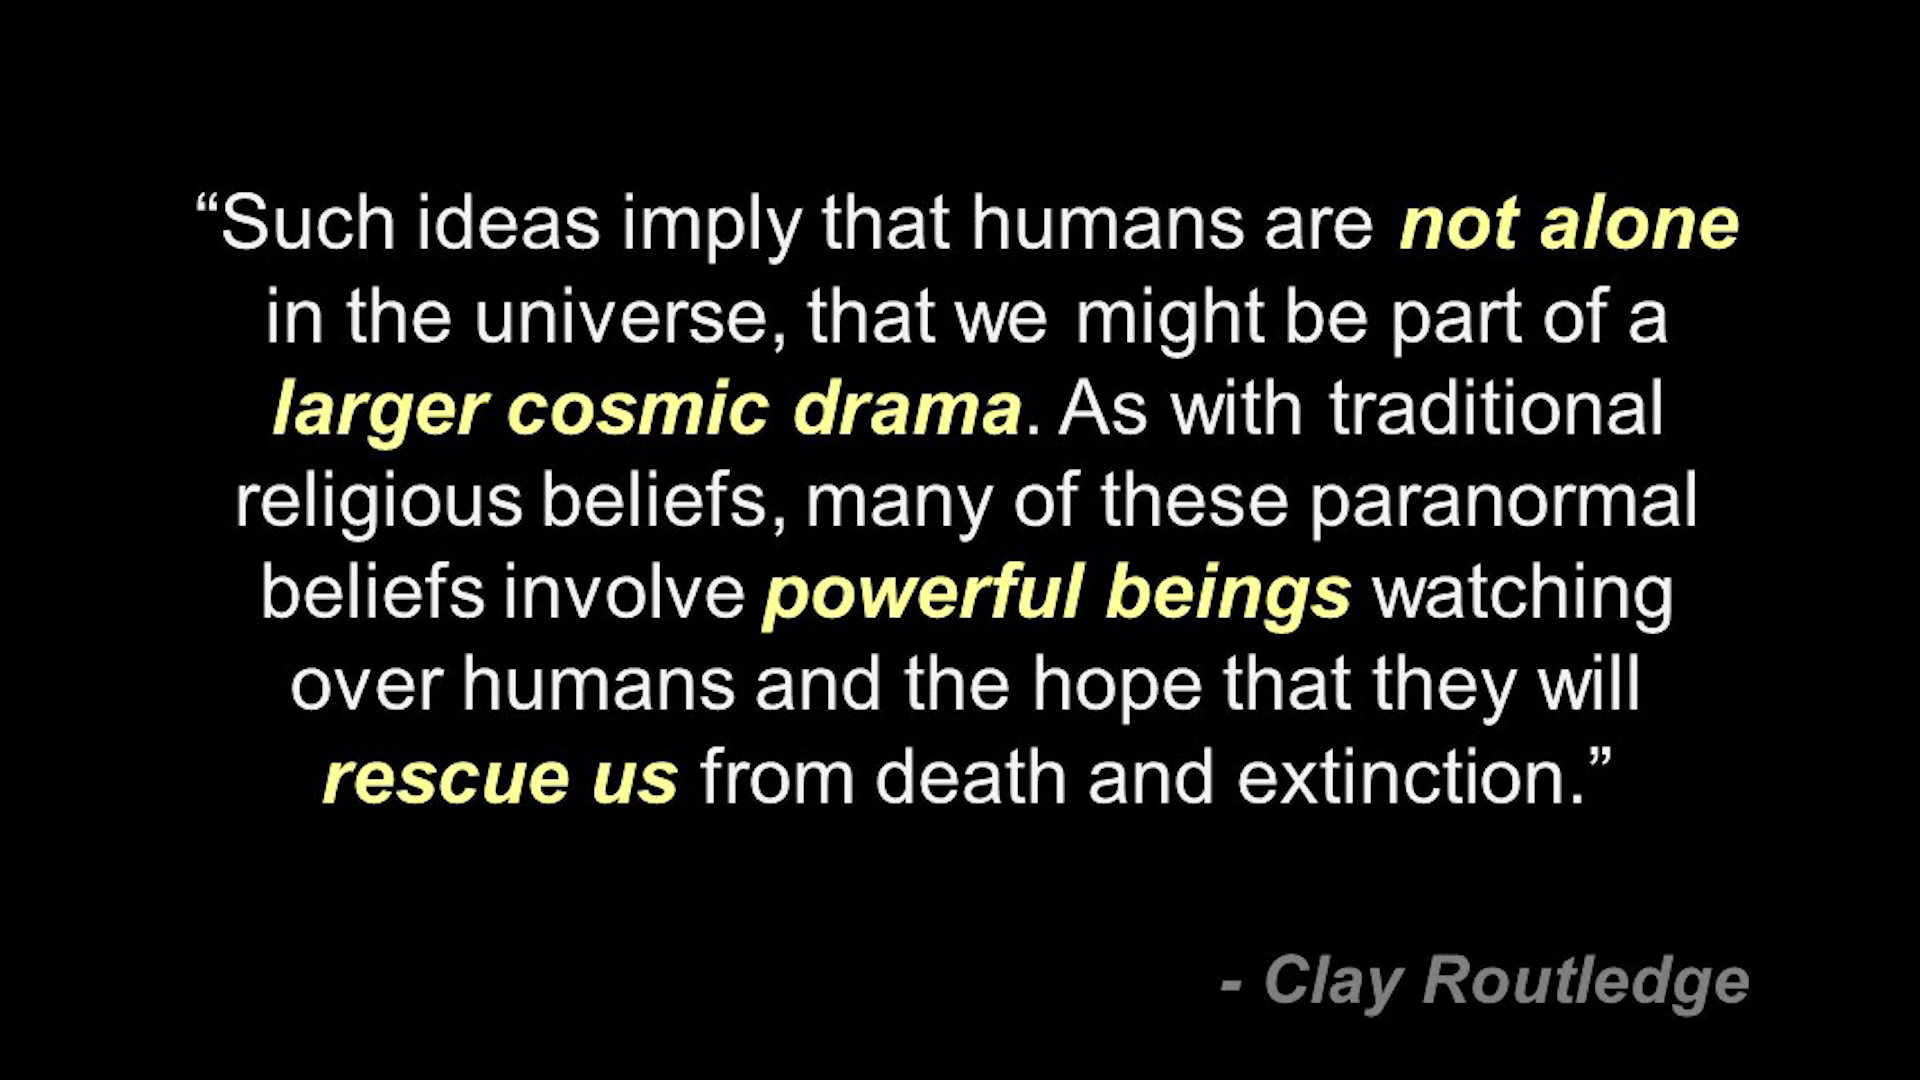 “Such ideas imply that humans are not alone
in the universe, that we might be part of a
larger cosmic drama. As with traditional
religious beliefs, many of these paranormal
beliefs involve powerful beings watching
over humans and the hope that they will
rescue us from death and extinction.”
- Clay Routledge